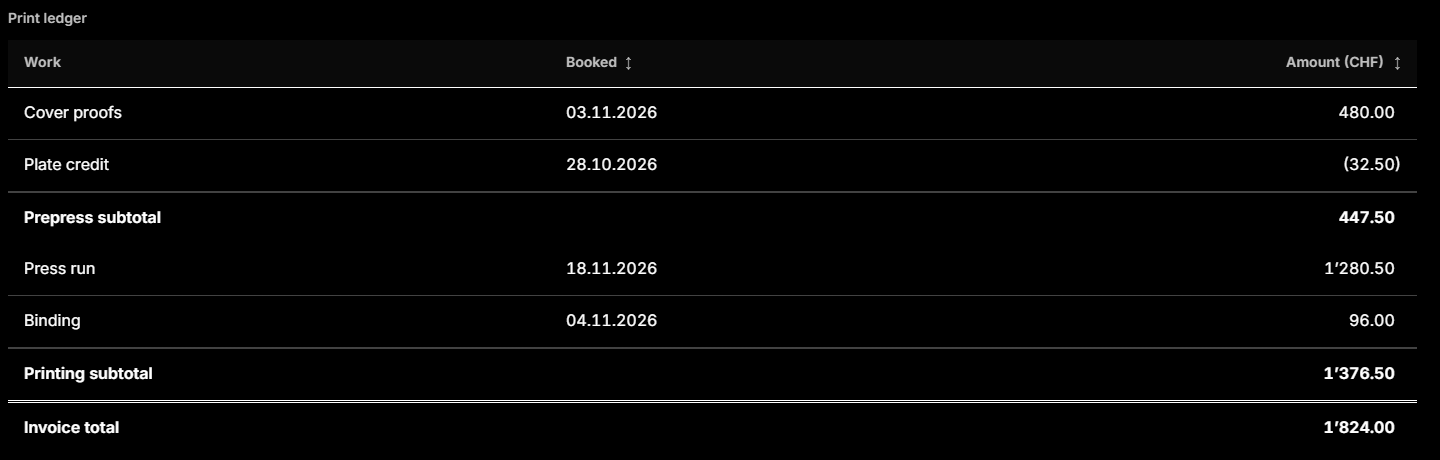 Print ledger
Work Booked ↕ Amount (CHF) ↕
Cover proofs 03.11.2026 480.00
Plate credit 28.10.2026 (32.50)
Prepress subtotal 447.50
Press run 18.11.2026 1’280.50
Binding 04.11.2026 96.00
Printing subtotal 1’376.50
Invoice total 1’824.00